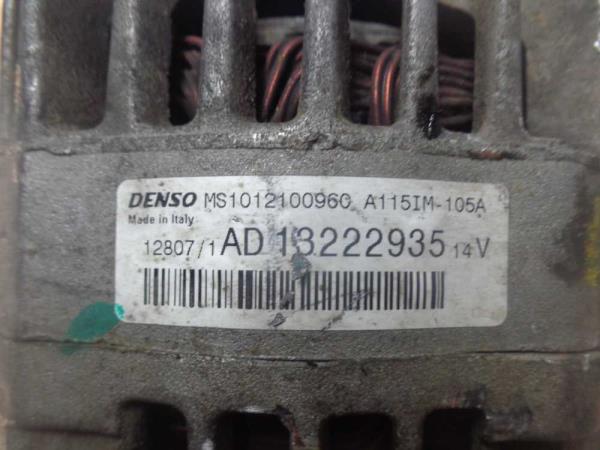 DENSO MS1012100960 A115IM-105A
Made in Italy
12807/1 AD 13222935 14V